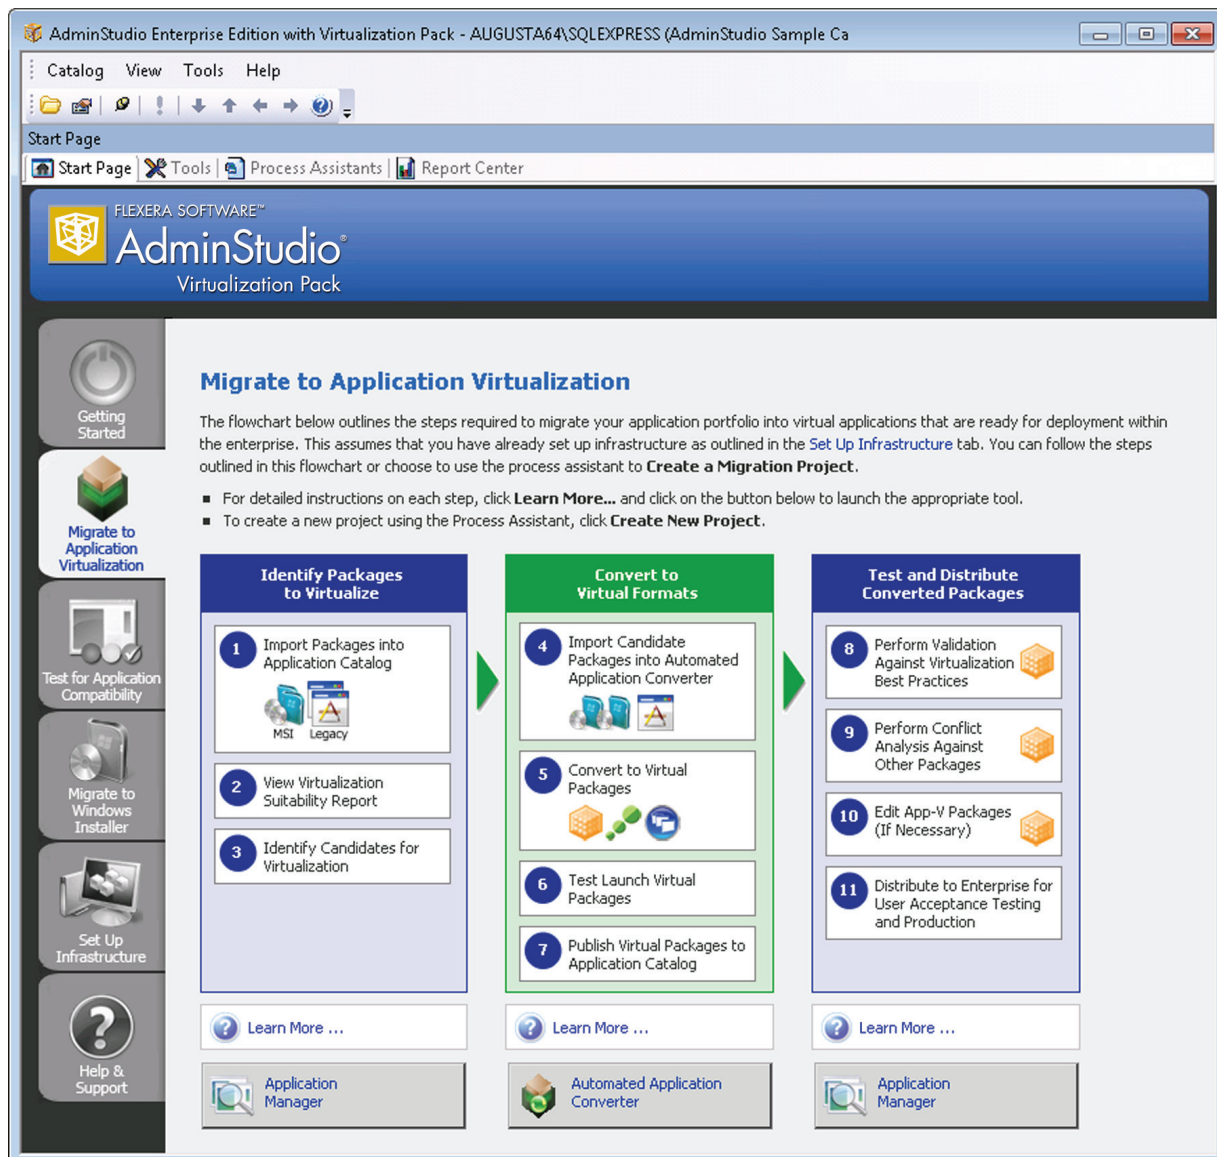 AdminStudio Enterprise Edition with Virtualization Pack - AUGUSTA64\SQLEXPRESS (AdminStudio Sample Ca
Catalog View Tools Help
Start Page
Start Page Tools Process Assistants Report Center
FLEXERA SOFTWARE™
AdminStudio®
Virtualization Pack
Getting
Started
Migrate to
Application
Virtualization
Test for Application
Compatibility
Migrate to
Windows
Installer
Set Up
Infrastructure
Help &
Support
Migrate to Application Virtualization
The flowchart below outlines the steps required to migrate your application portfolio into virtual applications that are ready for deployment within
the enterprise. This assumes that you have already set up infrastructure as outlined in the Set Up Infrastructure tab. You can follow the steps
outlined in this flowchart or choose to use the process assistant to Create a Migration Project.
■ For detailed instructions on each step, click Learn More... and click on the button below to launch the appropriate tool.
■ To create a new project using the Process Assistant, click Create New Project.
Identify Packages
to Virtualize
1 Import Packages into
Application Catalog
MSI Legacy
2 View Virtualization
Suitability Report
3 Identify Candidates for
Virtualization
Learn More ...
Application
Manager
Convert to
Virtual Formats
4 Import Candidate
Packages into Automated
Application Converter
5 Convert to Virtual
Packages
6 Test Launch Virtual
Packages
7 Publish Virtual Packages to
Application Catalog
Learn More ...
Automated Application
Converter
Test and Distribute
Converted Packages
8 Perform Validation
Against Virtualization
Best Practices
9 Perform Conflict
Analysis Against
Other Packages
10 Edit App-V Packages
(If Necessary)
11 Distribute to Enterprise for
User Acceptance Testing
and Production
Learn More ...
Application
Manager